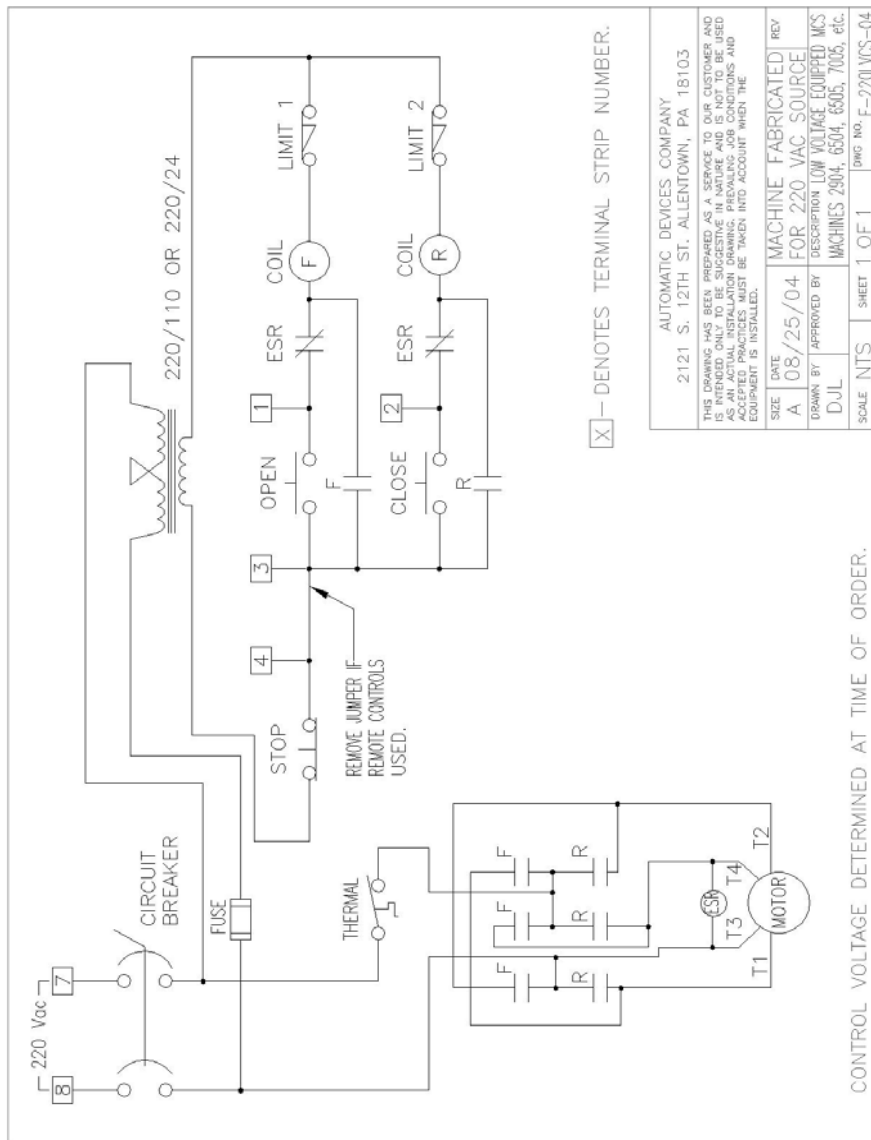 220 Vac
8
7
CIRCUIT
BREAKER
FUSE
THERMAL
220/110 OR 220/24
STOP
4
3
REMOVE JUMPER IF
REMOTE CONTROLS
USED.
OPEN
1
ESR
COIL
F
LIMIT 1
F
CLOSE
2
ESR
COIL
R
LIMIT 2
R
F
F
F
R
R
R
ESR
T1
T3
T4
T2
MOTOR
X – DENOTES TERMINAL STRIP NUMBER.
CONTROL VOLTAGE DETERMINED AT TIME OF ORDER.
AUTOMATIC DEVICES COMPANY
2121 S. 12TH ST. ALLENTOWN, PA 18103
THIS DRAWING HAS BEEN PREPARED AS A SERVICE TO OUR CUSTOMER AND
IS INTENDED ONLY TO BE SUGGESTIVE IN NATURE AND IS NOT TO BE USED
AS AN ACTUAL INSTALLATION DRAWING. PREVAILING JOB CONDITIONS AND
ACCEPTED PRACTICES MUST BE TAKEN INTO ACCOUNT WHEN THE
EQUIPMENT IS INSTALLED.
SIZE
A
DATE
08/25/04
MACHINE FABRICATED
FOR 220 VAC SOURCE
REV
DRAWN BY
DJL
APPROVED BY
DESCRIPTION LOW VOLTAGE EQUIPPED MCS
MACHINES 2904, 6504, 6505, 7005, etc.
SCALE NTS
SHEET 1 OF 1
DWG NO. E-220LVCS-04